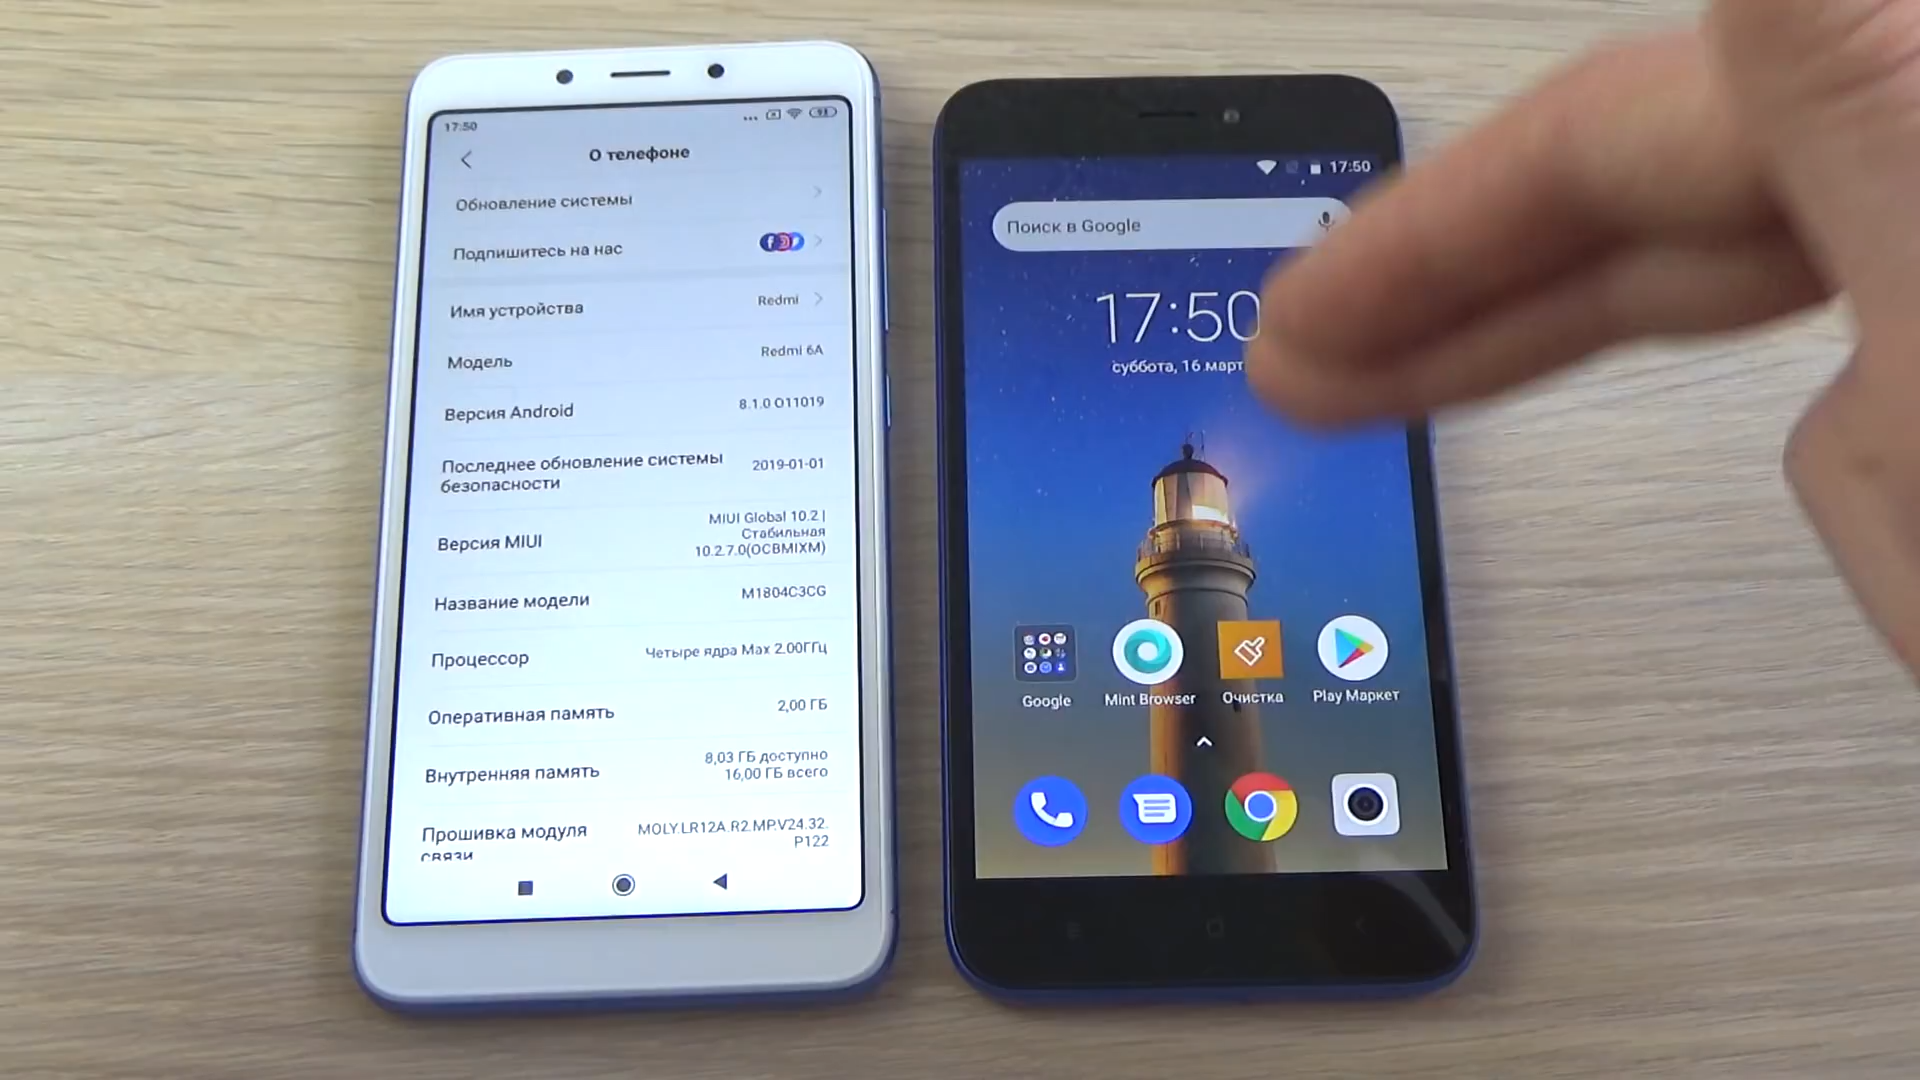 17:50
91
О телефоне
Обновление системы
Подпишитесь на нас
Имя устройства
Redmi
Модель
Redmi 6A
Версия Android
8.1.0 O11019
Последнее обновление системы
безопасности
2019-01-01
Версия MIUI
MIUI Global 10.2 |
Стабильная
10.2.7.0(OCBMIXM)
Название модели
M1804C3CG
Процессор
Четыре ядра Max 2.00ГГц
Оперативная память
2,00 ГБ
Внутренняя память
8,03 ГБ доступно
16,00 ГБ всего
Прошивка модуля
связи
MOLY.LR12A.R2.MP.V24.32.
P122
17:50
Поиск в Google
17:50
суббота, 16 март
Google
Mint Browser
Очистка
Play Маркет